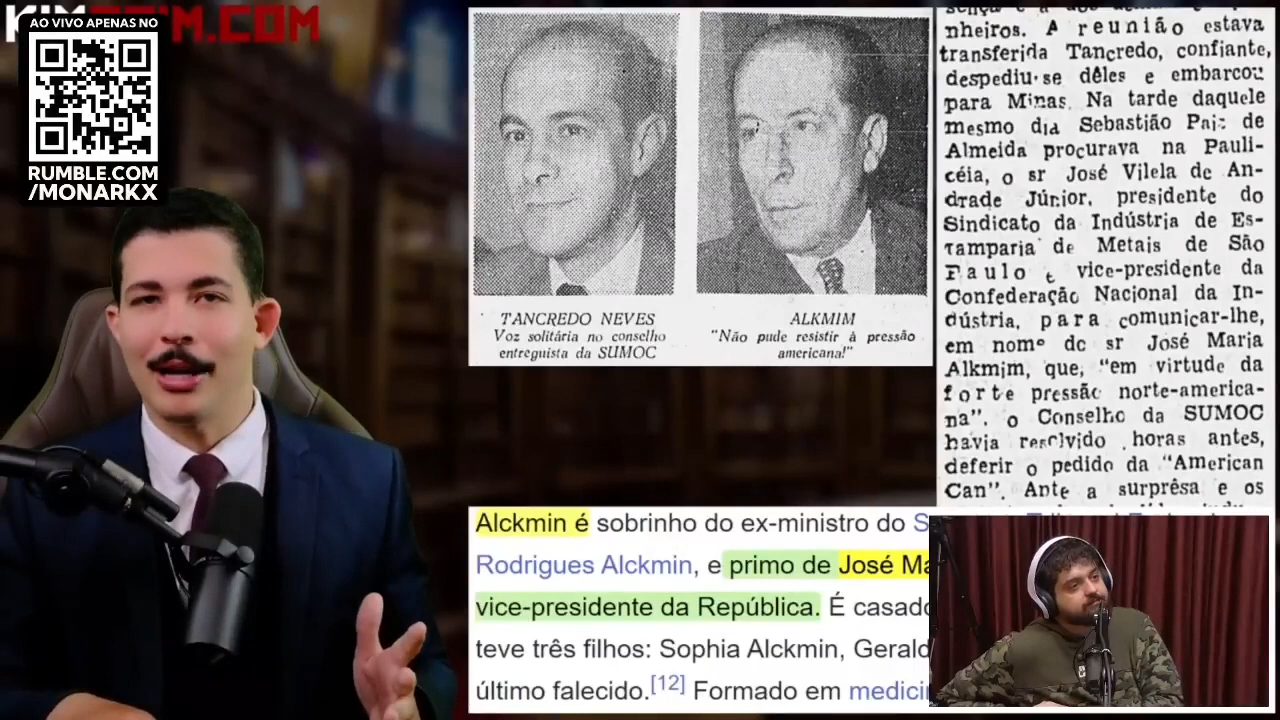 AO VIVO APENAS NO
RUMBLE.COM
/MONARKX
TANCREDO NEVES
Voz solitária no conselho
entreguista da SUMOC
ALKMIM
"Não pude resistir à pressão
americana!"
nheiros. A reunião estava
transferida Tancredo, confiante,
despediu-se dêles e embarcou
para Minas. Na tarde daquele
mesmo dia Sebastião Pais de
Almeida procurava na Pauli-
céia, o sr José Vilela de An-
drade Júnior, presidente do
Sindicato da Indústria de Es-
tamparia de Metais de São
Paulo e vice-presidente da
Confederação Nacional da In-
dústria, para comunicar-lhe,
em nome do sr José Maria
Alkmim, que, "em virtude da
forte pressão norte-america-
na", o Conselho da SUMOC
havia resolvido horas antes,
deferir o pedido da "American
Can". Ante a surprêsa e os
Alckmin é sobrinho do ex-ministro do S
Rodrigues Alckmin, e primo de José Ma
vice-presidente da República. É casado
teve três filhos: Sophia Alckmin, Gerald
último falecido.[12] Formado em medici